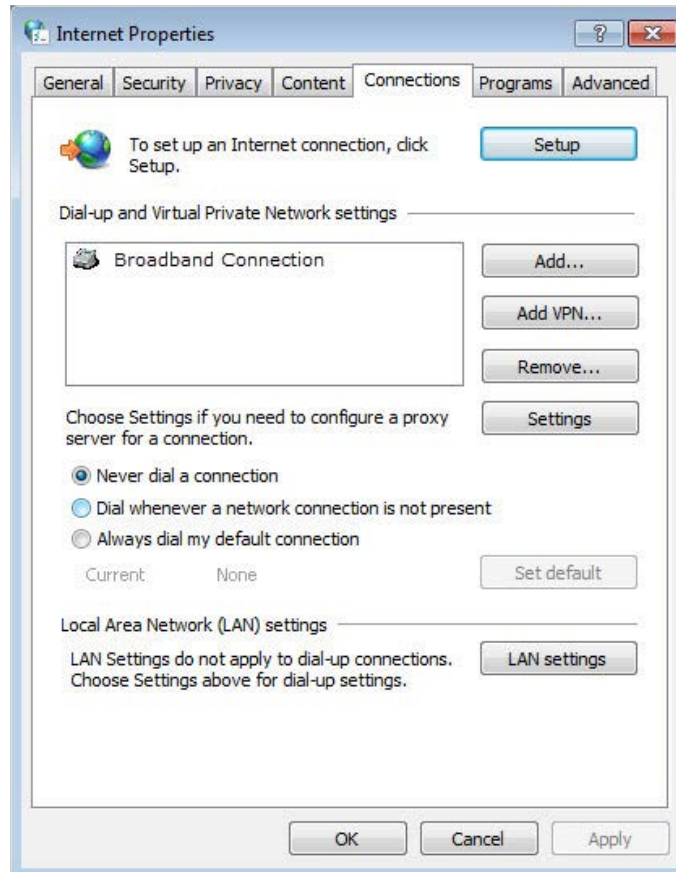 Internet Properties
General Security Privacy Content Connections Programs Advanced
To set up an Internet connection, click
Setup.
Setup
Dial-up and Virtual Private Network settings
Broadband Connection
Add...
Add VPN...
Remove...
Choose Settings if you need to configure a proxy
server for a connection.
Settings
Never dial a connection
Dial whenever a network connection is not present
Always dial my default connection
Current None
Set default
Local Area Network (LAN) settings
LAN Settings do not apply to dial-up connections.
Choose Settings above for dial-up settings.
LAN settings
OK Cancel Apply